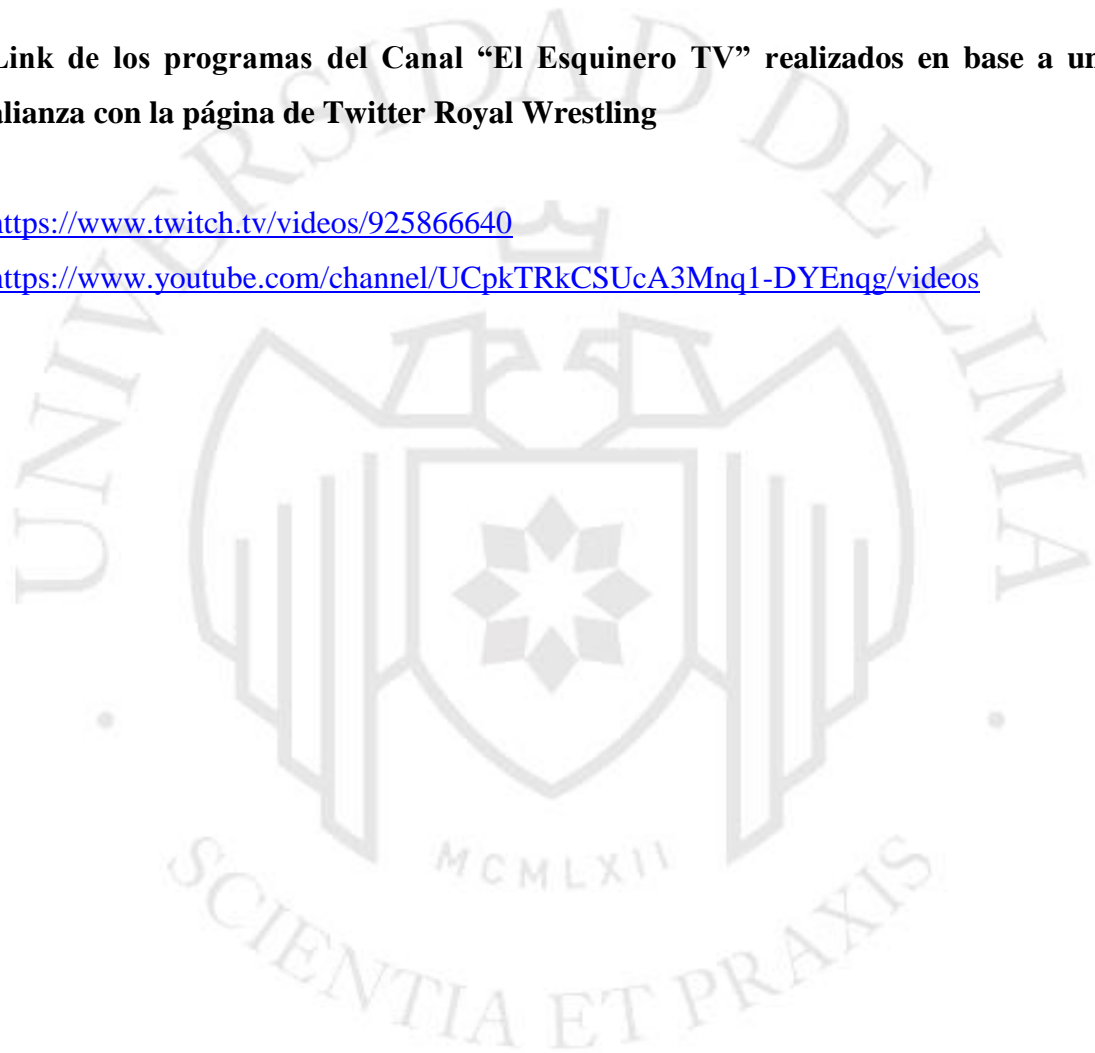 Link de los programas del Canal “El Esquinero TV” realizados en base a un
alianza con la página de Twitter Royal Wrestling
https://www.twitch.tv/videos/925866640
https://www.youtube.com/channel/UCpkTRkCSUcA3Mnq1-DYEnqg/videos
UNIVERSIDAD DE LIMA
MCMLXII
SCIENTIA ET PRAXIS